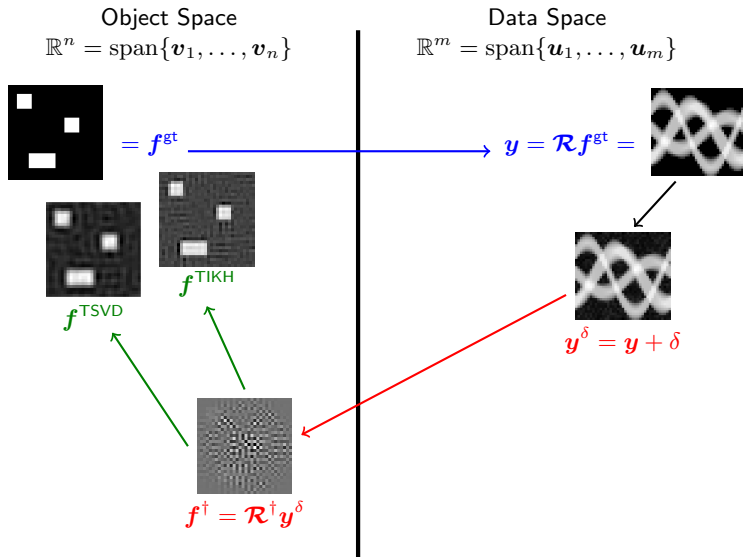 Object Space
ℝⁿ = span{𝒗₁, . . . , 𝒗ₙ}
Data Space
ℝᵐ = span{𝒖₁, . . . , 𝒖ₘ}
= 𝒇^gt
𝒚 = 𝓡𝒇^gt =
𝒇^TIKH
𝒇^TSVD
𝒚^δ = 𝒚 + δ
𝒇^† = 𝓡^†𝒚^δ